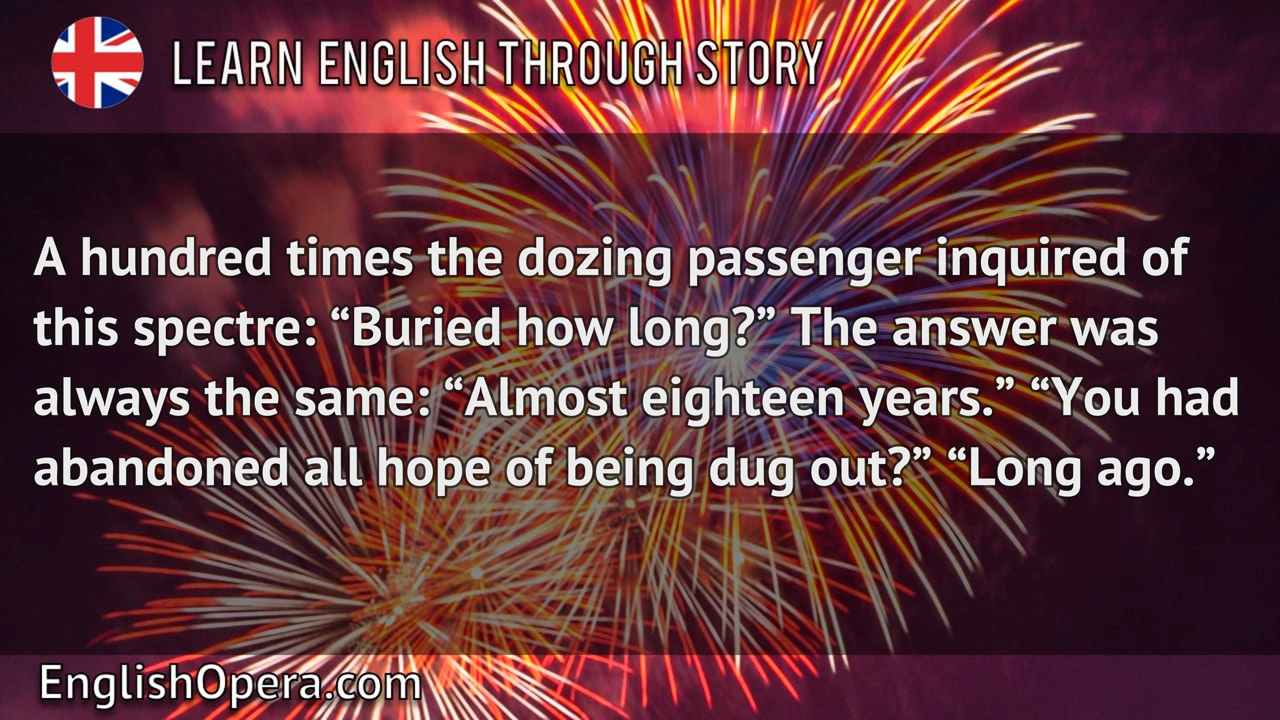 LEARN ENGLISH THROUGH STORY
A hundred times the dozing passenger inquired of
this spectre: “Buried how long?” The answer was
always the same: “Almost eighteen years.” “You had
abandoned all hope of being dug out?” “Long ago.”
EnglishOpera.com